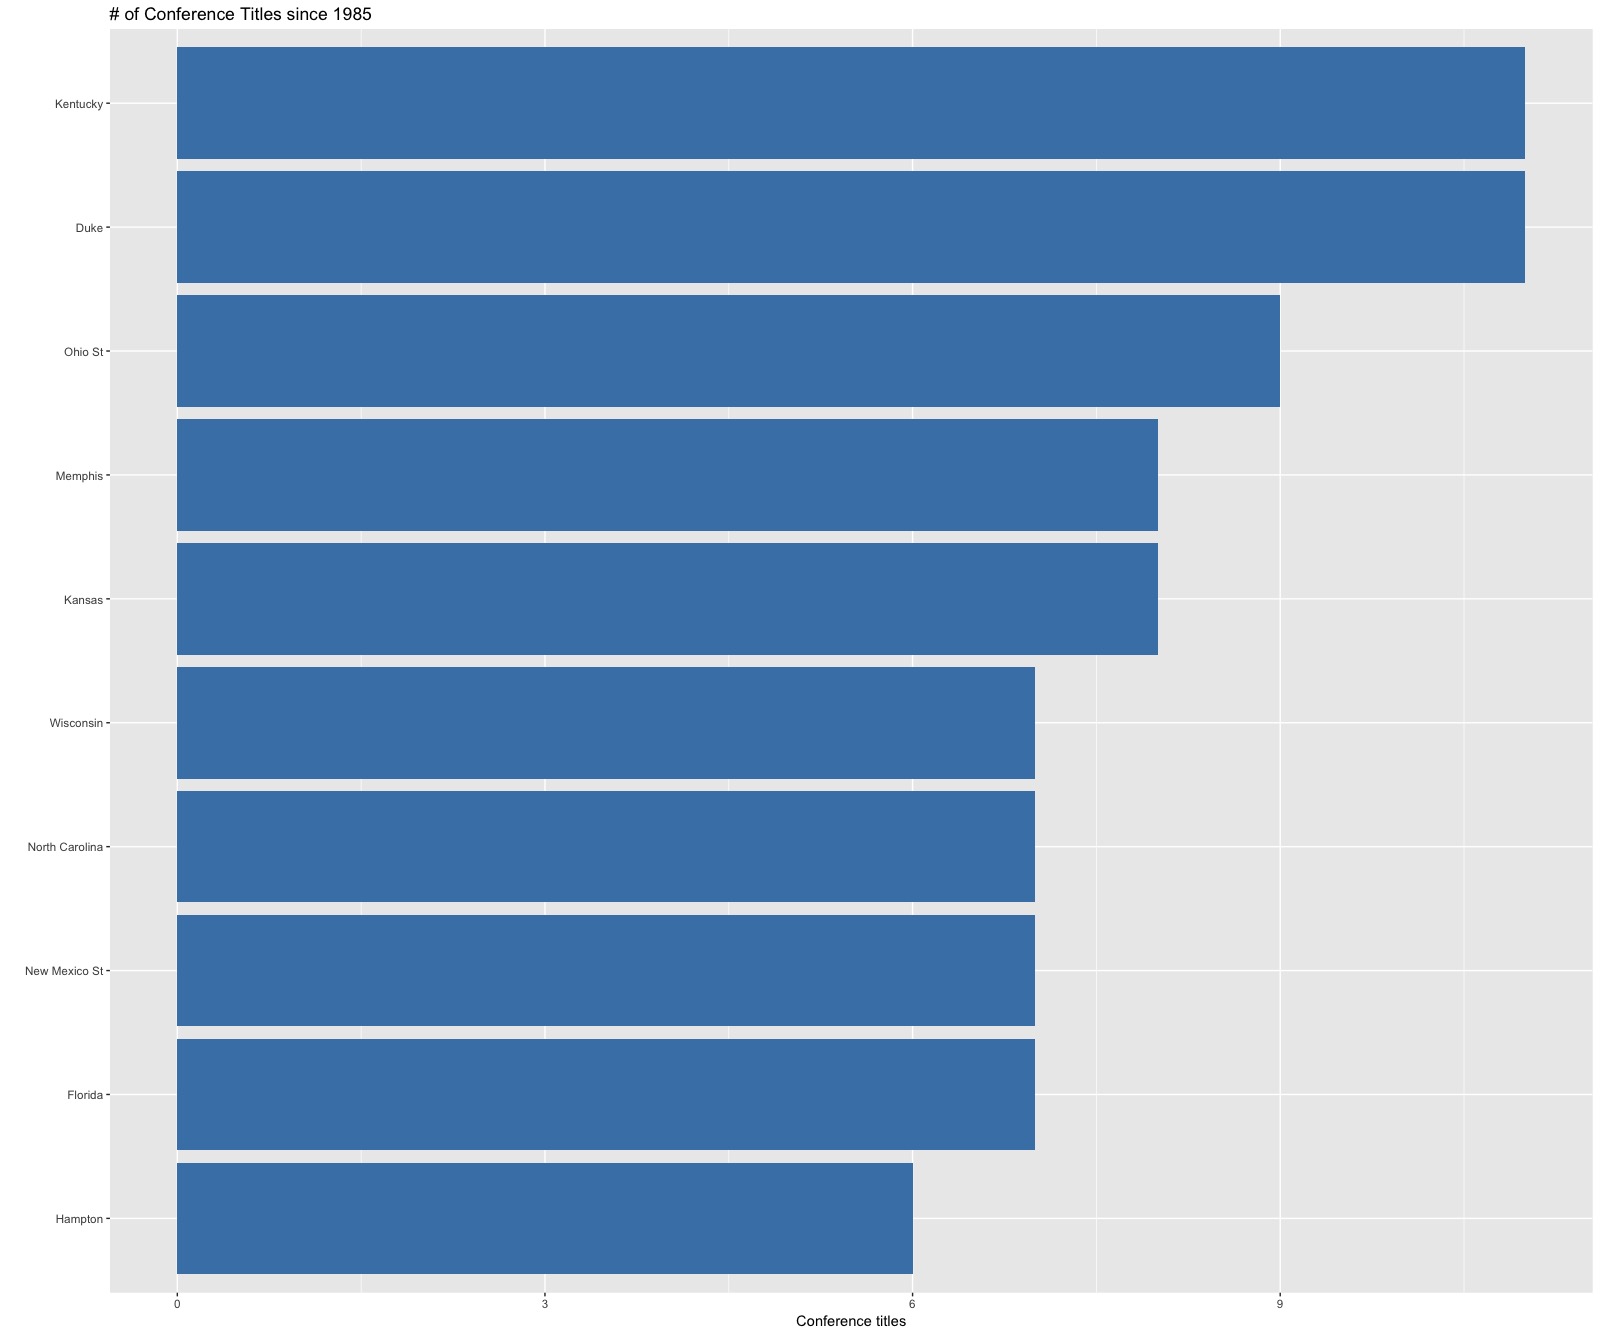 # of Conference Titles since 1985
Kentucky
Duke
Ohio St
Memphis
Kansas
Wisconsin
North Carolina
New Mexico St
Florida
Hampton
0 3 6 9
Conference titles